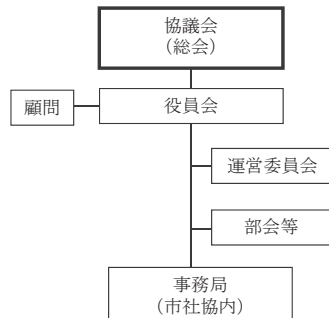 協議会
（総会）
顧問
役員会
運営委員会
部会等
事務局
（市社協内）